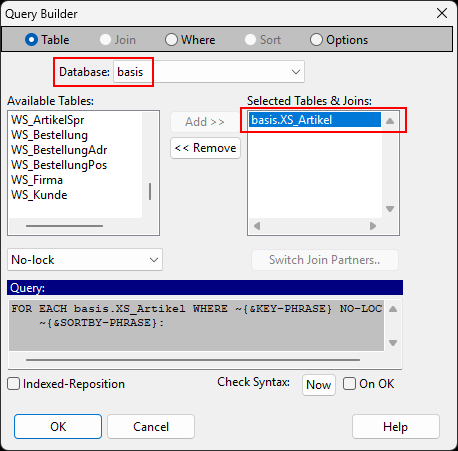 Query Builder
Table Join Where Sort Options
Database: basis
Available Tables: Selected Tables & Joins:
WS_ArtikelSpr
WS_Bestellung
WS_BestellungAdr
WS_BestellungPos
WS_Firma
WS_Kunde
Add >>
<< Remove
basis.XS_Artikel
No-lock
Switch Join Partners..
Query:
FOR EACH basis.XS_Artikel WHERE ~{&KEY-PHRASE} NO-LOC
~{&SORTBY-PHRASE}:
Indexed-Reposition Check Syntax: Now On OK
OK Cancel Help